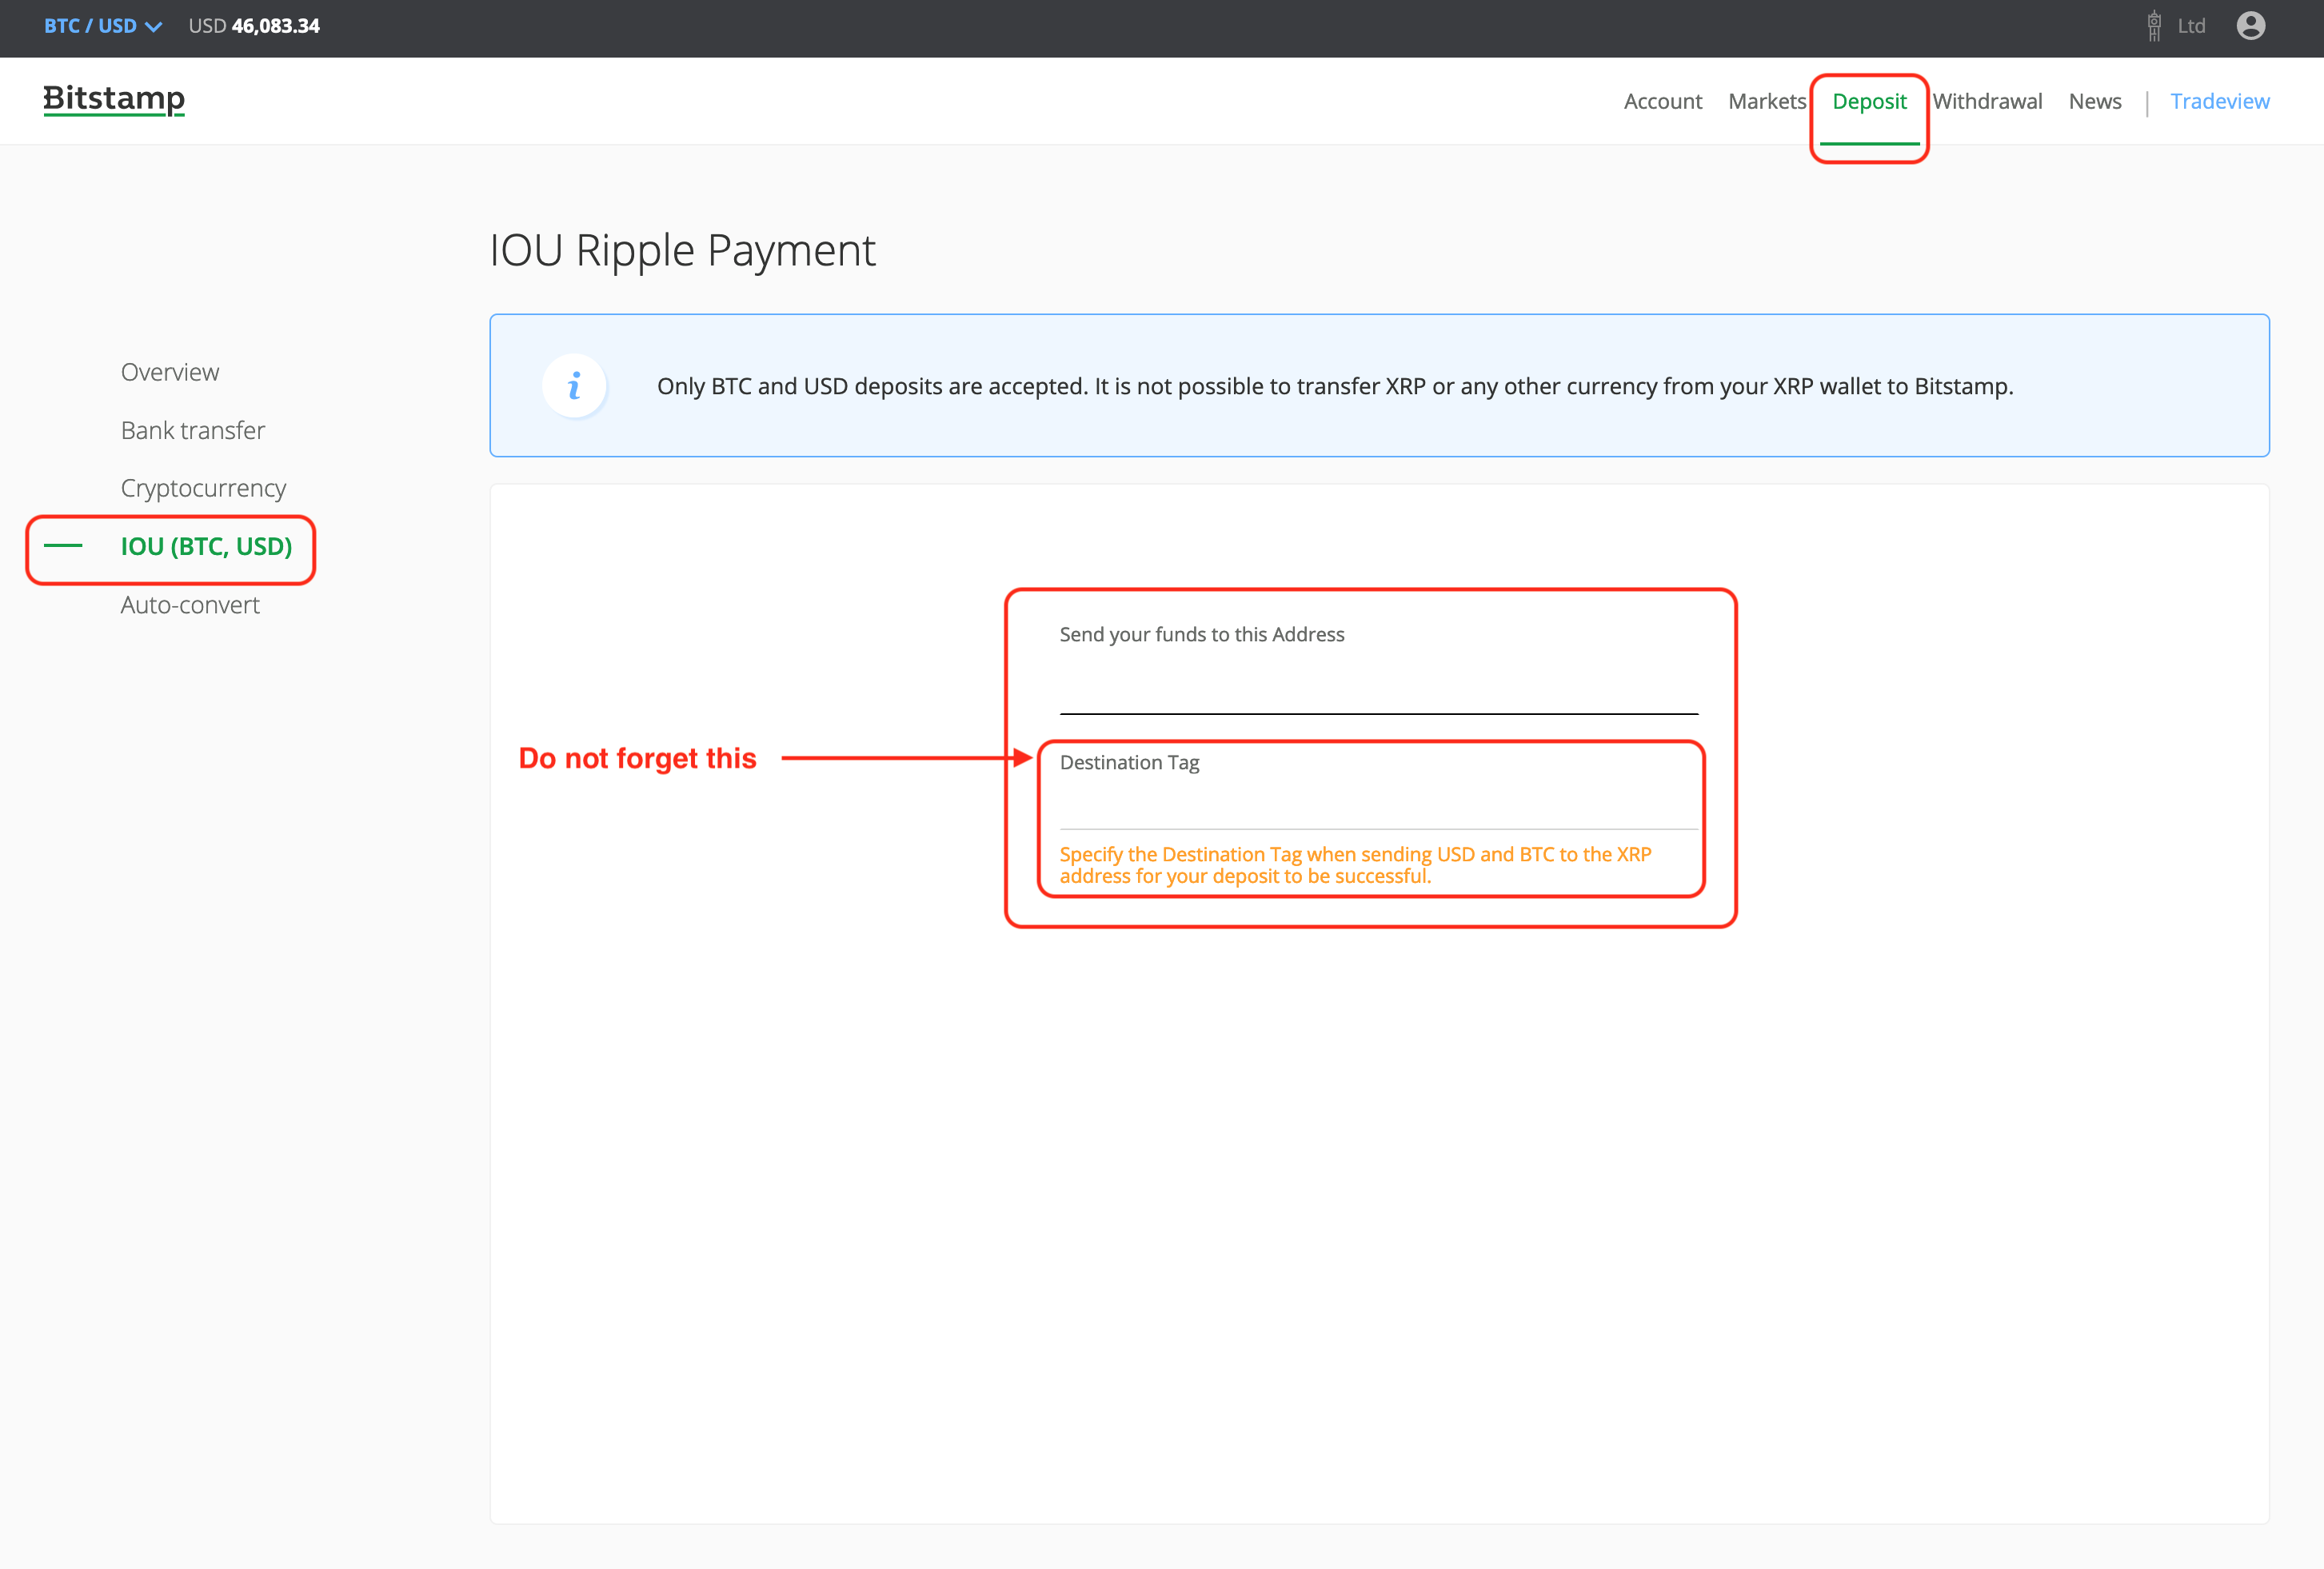 BTC / USD USD 46,083.34 Ltd
Bitstamp
Account Markets Deposit Withdrawal News | Tradeview
IOU Ripple Payment
Only BTC and USD deposits are accepted. It is not possible to transfer XRP or any other currency from your XRP wallet to Bitstamp.
Overview
Bank transfer
Cryptocurrency
IOU (BTC, USD)
Auto-convert
Send your funds to this Address
Do not forget this
Destination Tag
Specify the Destination Tag when sending USD and BTC to the XRP
address for your deposit to be successful.